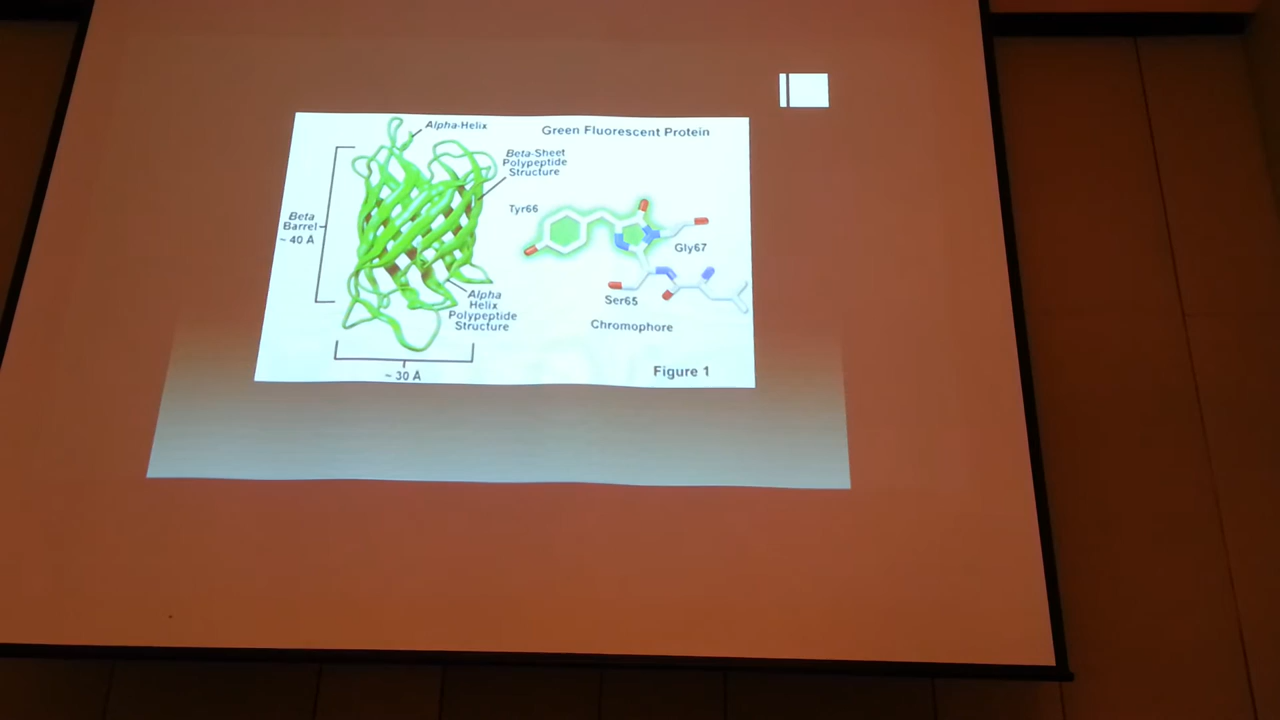 Alpha-Helix
Green Fluorescent Protein
Beta-Sheet
Polypeptide
Structure
Tyr66
Beta
Barrel
~ 40 Å
Gly67
Alpha
Helix
Polypeptide
Structure
Ser65
Chromophore
Figure 1
~ 30 Å